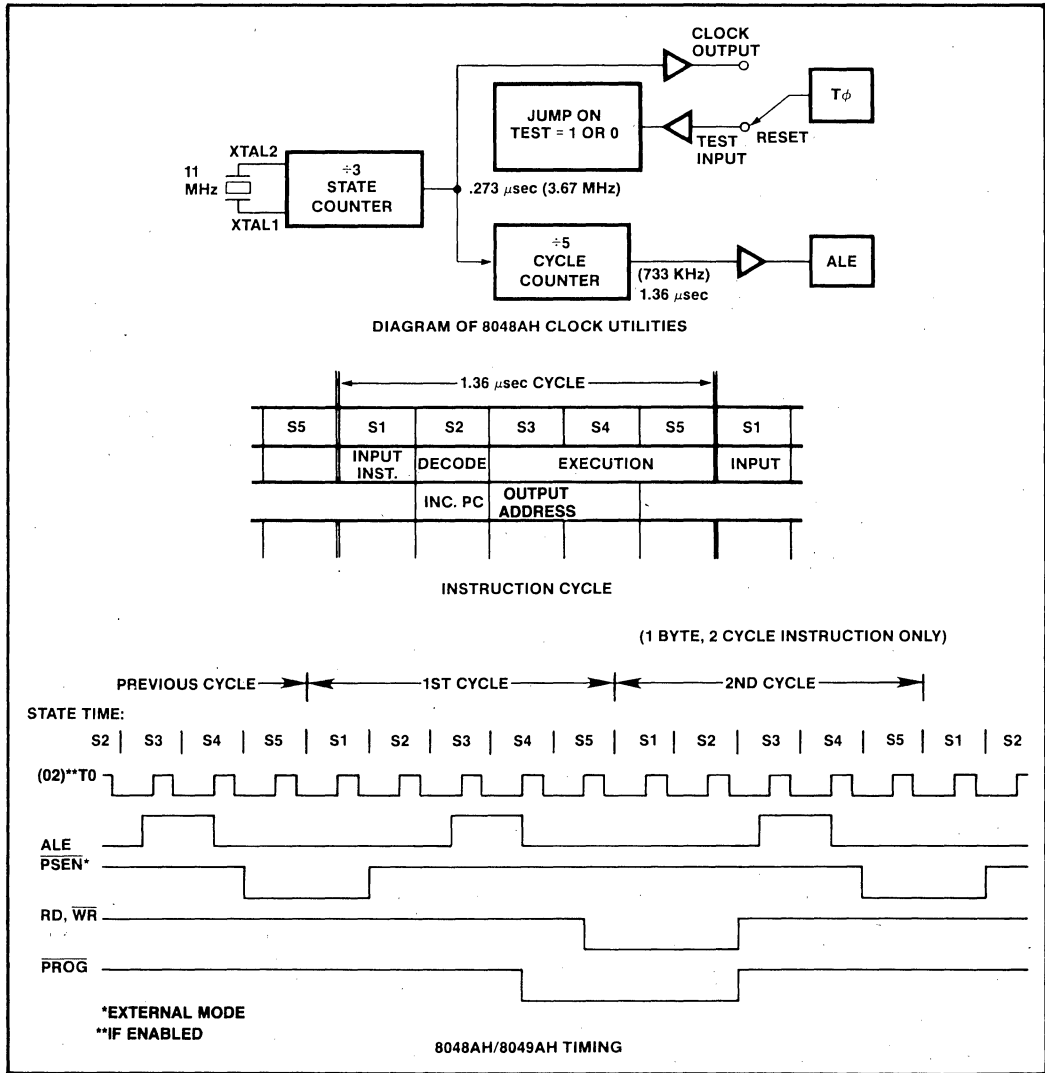 CLOCK
OUTPUT
Tφ
JUMP ON
TEST = 1 OR 0
TEST
INPUT
RESET
XTAL2
11
MHz
XTAL1
÷3
STATE
COUNTER
.273 μsec (3.67 MHz)
÷5
CYCLE
COUNTER
(733 KHz)
1.36 μsec
ALE
DIAGRAM OF 8048AH CLOCK UTILITIES
1.36 μsec CYCLE
S5 S1 S2 S3 S4 S5 S1
INPUT INST. DECODE EXECUTION INPUT
INC. PC OUTPUT ADDRESS
INSTRUCTION CYCLE
(1 BYTE, 2 CYCLE INSTRUCTION ONLY)
PREVIOUS CYCLE 1ST CYCLE 2ND CYCLE
STATE TIME:
S2 | S3 | S4 | S5 | S1 | S2 | S3 | S4 | S5 | S1 | S2 | S3 | S4 | S5 | S1 | S2
(02)**T0
ALE
PSEN*
RD, WR
PROG
*EXTERNAL MODE
**IF ENABLED
8048AH/8049AH TIMING